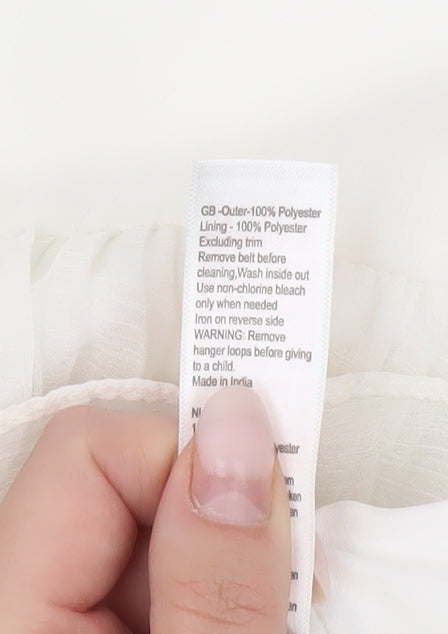 GB -Outer-100% Polyester
Lining - 100% Polyester
Excluding trim
Remove belt before
cleaning,Wash inside out
Use non-chlorine bleach
only when needed
Iron on reverse side
WARNING: Remove
hanger loops before giving
to a child.
Made in India